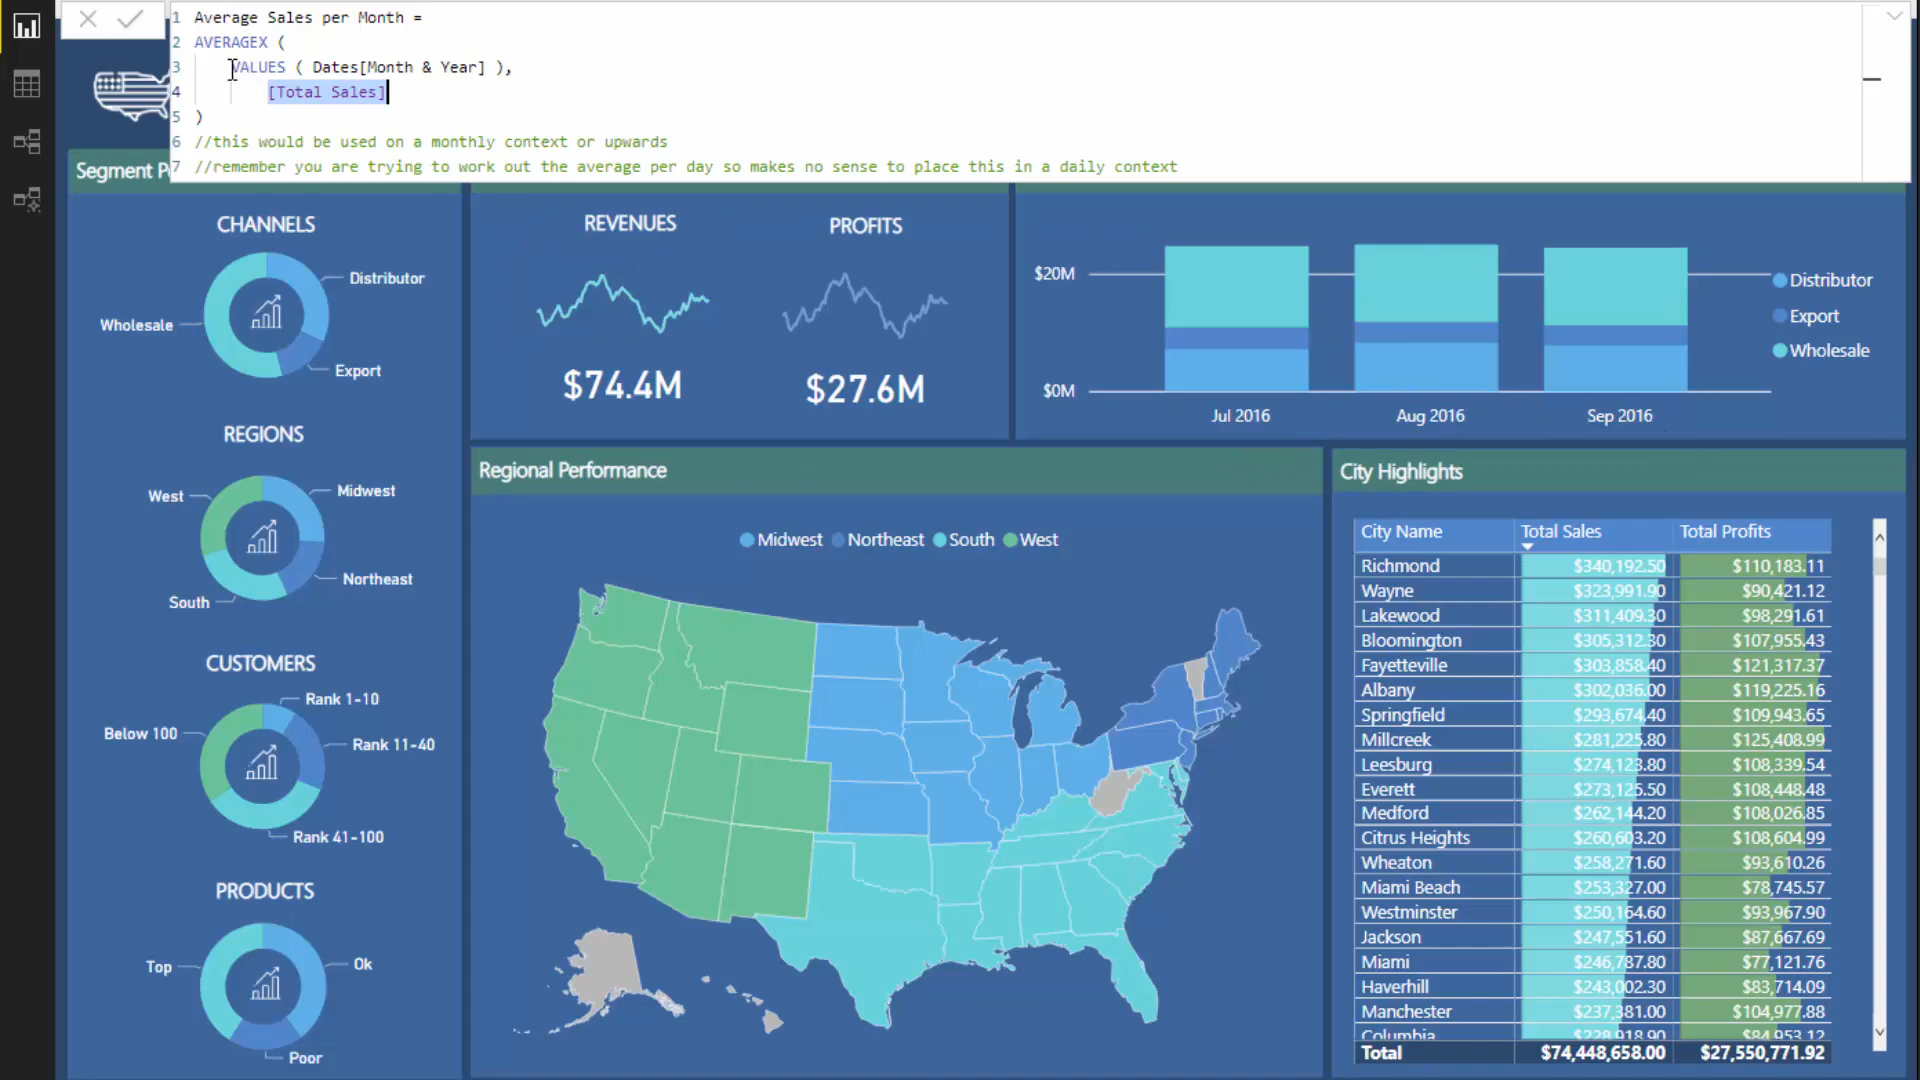 1 Average Sales per Month =
2 AVERAGEX (
3 VALUES ( Dates[Month & Year] ),
4 [Total Sales]
5 )
6 //this would be used on a monthly context or upwards
7 //remember you are trying to work out the average per day so makes no sense to place this in a daily context
Segment P
CHANNELS
Distributor
Wholesale
Export
REGIONS
West
Midwest
Northeast
South
CUSTOMERS
Rank 1-10
Below 100
Rank 11-40
Rank 41-100
PRODUCTS
Top
Ok
Poor
REVENUES
$74.4M
PROFITS
$27.6M
$20M
$0M
Jul 2016 Aug 2016 Sep 2016
Distributor
Export
Wholesale
Regional Performance
Midwest Northeast South West
City Highlights
City Name Total Sales Total Profits
Richmond $340,192.50 $110,183.11
Wayne $323,991.90 $90,421.12
Lakewood $311,409.30 $98,291.61
Bloomington $305,312.30 $107,955.43
Fayetteville $303,858.40 $121,317.37
Albany $302,036.00 $119,225.16
Springfield $293,674.40 $109,943.65
Millcreek $281,225.80 $125,408.99
Leesburg $274,123.80 $108,339.54
Everett $273,125.50 $108,448.48
Medford $262,144.20 $108,026.85
Citrus Heights $260,603.20 $108,604.99
Wheaton $258,271.60 $93,610.26
Miami Beach $253,327.00 $78,745.57
Westminster $250,164.60 $93,967.90
Jackson $247,551.60 $87,667.69
Miami $246,787.80 $77,121.76
Haverhill $243,002.30 $83,714.09
Manchester $237,381.00 $104,977.88
Columbia $228,918.90 $84,953.12
Total $74,448,658.00 $27,550,771.92